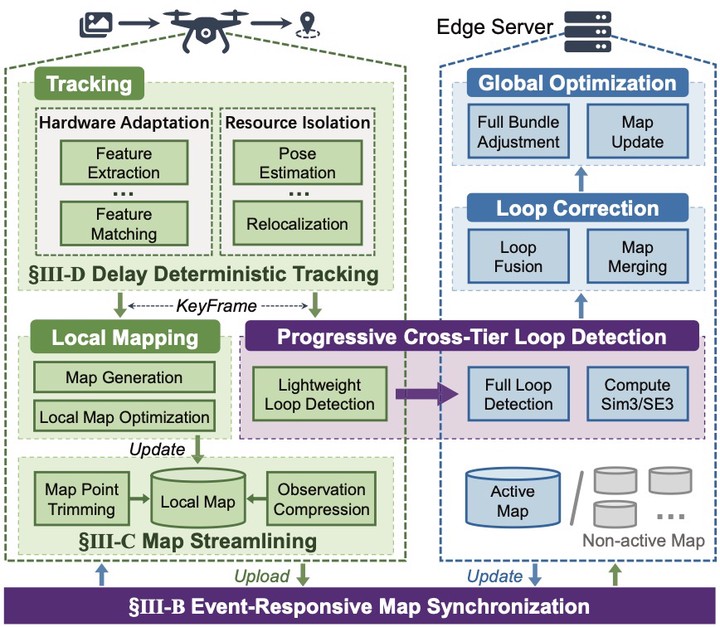 Edge Server
Tracking
Hardware Adaptation
Feature
Extraction
...
Feature
Matching
Resource Isolation
Pose
Estimation
...
Relocalization
§III-D Delay Deterministic Tracking
KeyFrame
Global Optimization
Full Bundle
Adjustment
Map
Update
Loop Correction
Loop
Fusion
Map
Merging
Local Mapping
Map Generation
Local Map Optimization
Update
Progressive Cross-Tier Loop Detection
Lightweight
Loop Detection
Full Loop
Detection
Compute
Sim3/SE3
Map Point
Trimming
Local Map
Observation
Compression
§III-C Map Streamlining
Active
Map
...
Non-active Map
Upload
Update
§III-B Event-Responsive Map Synchronization